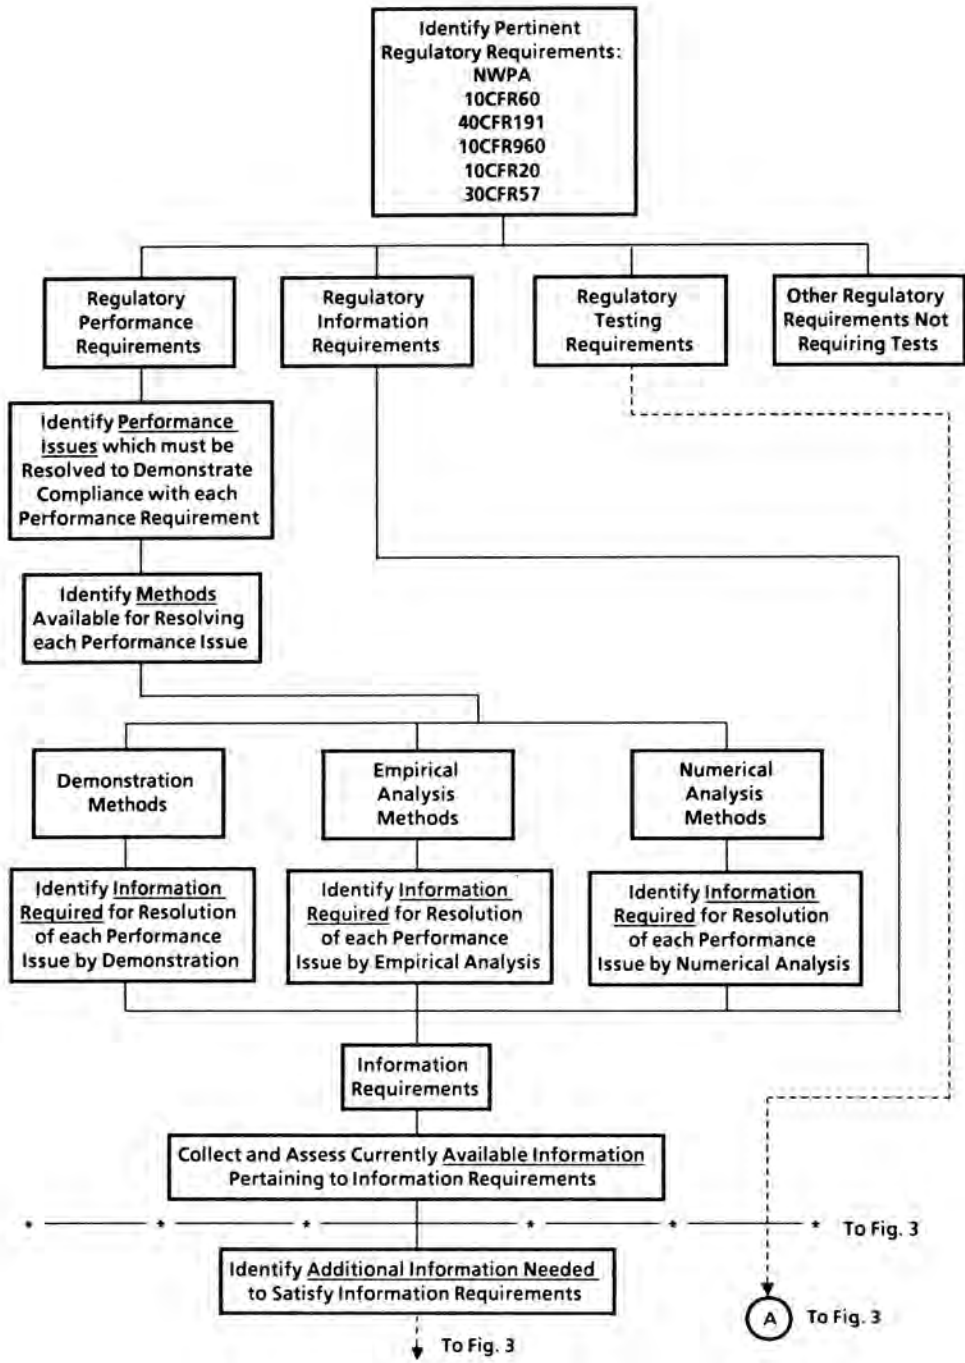 Identify Pertinent
Regulatory Requirements:
NWPA
10CFR60
40CFR191
10CFR960
10CFR20
30CFR57
Regulatory
Performance
Requirements
Regulatory
Information
Requirements
Regulatory
Testing
Requirements
Other Regulatory
Requirements Not
Requiring Tests
Identify Performance
Issues which must be
Resolved to Demonstrate
Compliance with each
Performance Requirement
Identify Methods
Available for Resolving
each Performance Issue
Demonstration
Methods
Empirical
Analysis
Methods
Numerical
Analysis
Methods
Identify Information
Required for Resolution
of each Performance
Issue by Demonstration
Identify Information
Required for Resolution
of each Performance
Issue by Empirical Analysis
Identify Information
Required for Resolution
of each Performance
Issue by Numerical Analysis
Information
Requirements
Collect and Assess Currently Available Information
Pertaining to Information Requirements
To Fig. 3
Identify Additional Information Needed
to Satisfy Information Requirements
A
To Fig. 3
To Fig. 3